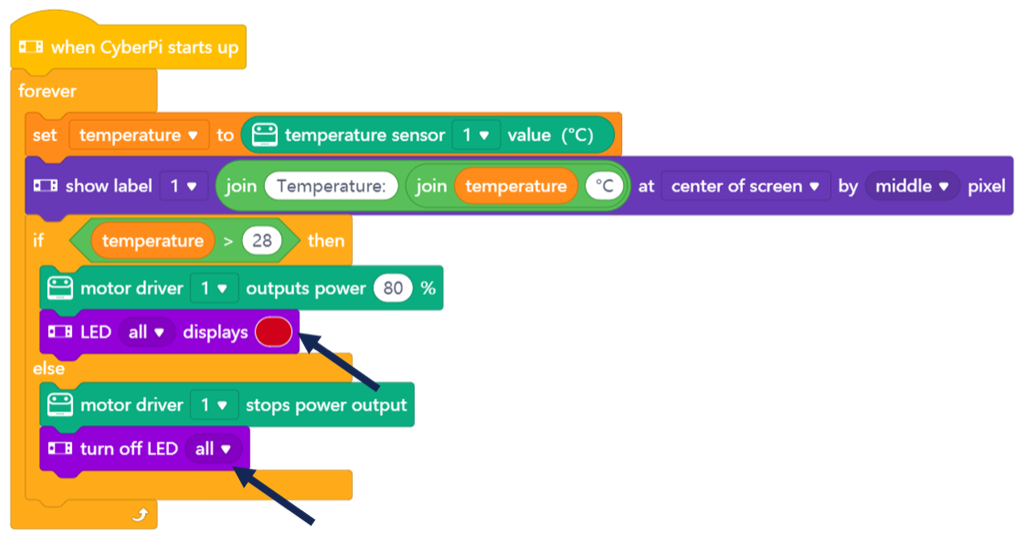 when CyberPi starts up
forever
set temperature to temperature sensor 1 value (°C)
show label 1 join Temperature: join temperature °C at center of screen by middle pixel
if temperature > 28 then
motor driver 1 outputs power 80 %
LED all displays
else
motor driver 1 stops power output
turn off LED all